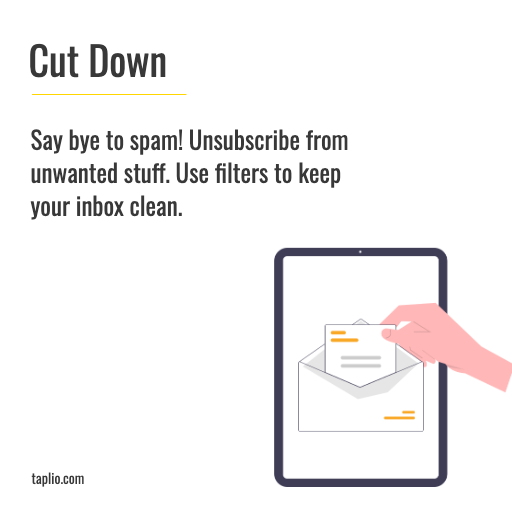 Cut Down
Say bye to spam! Unsubscribe from
unwanted stuff. Use filters to keep
your inbox clean.
taplio.com